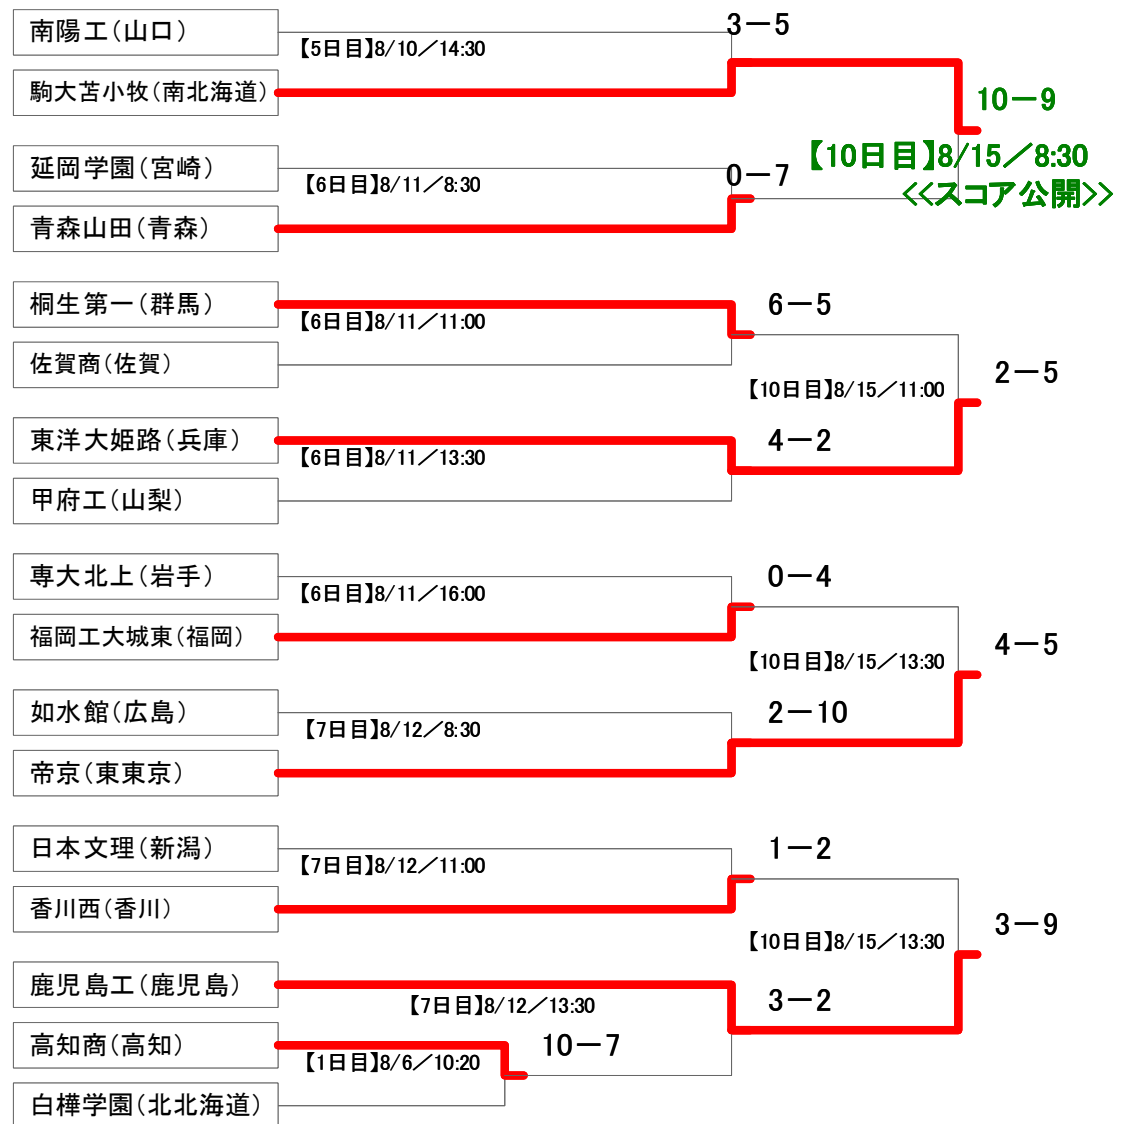 南陽工(山口)
3－5
【5日目】8/10／14:30
駒大苫小牧(南北海道)
10－9
延岡学園(宮崎)
【10日目】8/15／8:30
【6日目】8/11／8:30
0－7
<<スコア公開>>
青森山田(青森)
桐生第一(群馬)
6－5
【6日目】8/11／11:00
佐賀商(佐賀)
2－5
【10日目】8/15／11:00
東洋大姫路(兵庫)
4－2
【6日目】8/11／13:30
甲府工(山梨)
専大北上(岩手)
0－4
【6日目】8/11／16:00
福岡工大城東(福岡)
4－5
【10日目】8/15／13:30
如水館(広島)
2－10
【7日目】8/12／8:30
帝京(東東京)
日本文理(新潟)
1－2
【7日目】8/12／11:00
香川西(香川)
3－9
【10日目】8/15／13:30
鹿児島工(鹿児島)
3－2
【7日目】8/12／13:30
高知商(高知)
10－7
【1日目】8/6／10:20
白樺学園(北北海道)